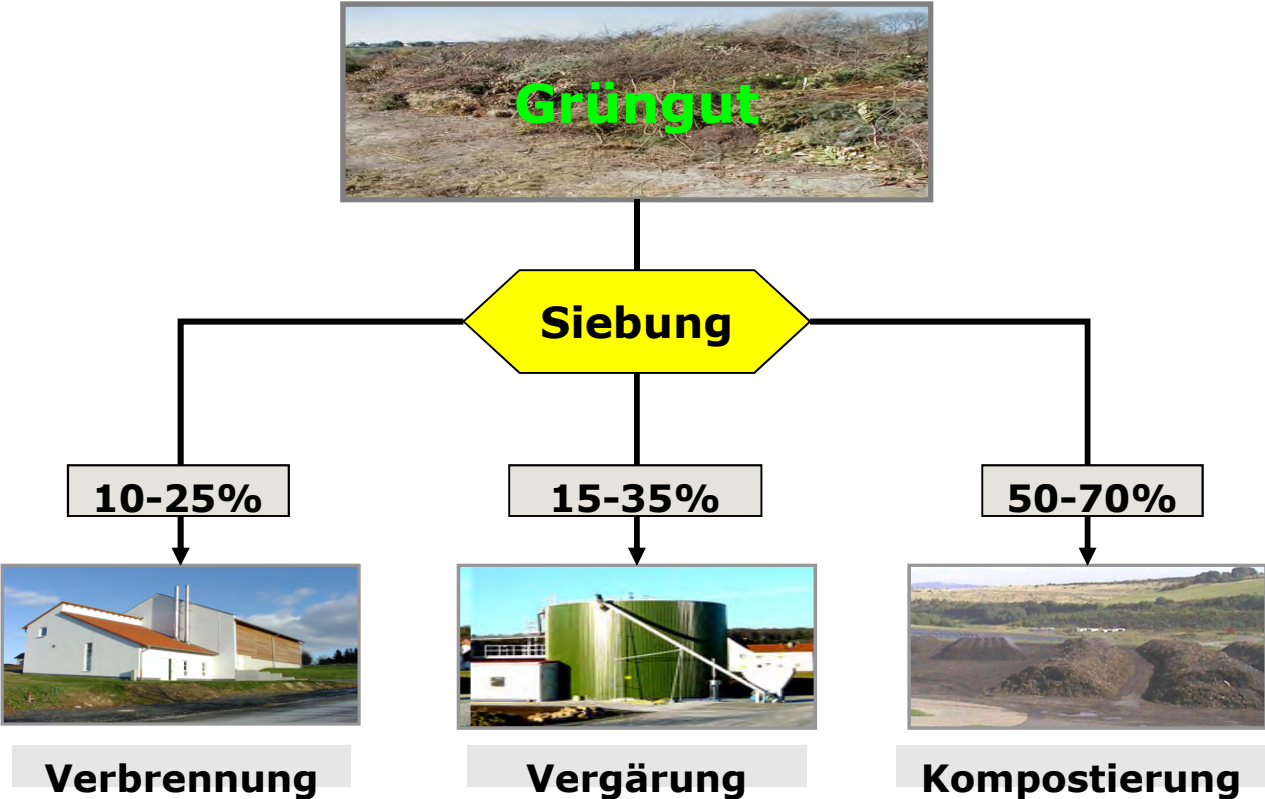 Grüngut
Siebung
10-25%
15-35%
50-70%
Verbrennung
Vergärung
Kompostierung